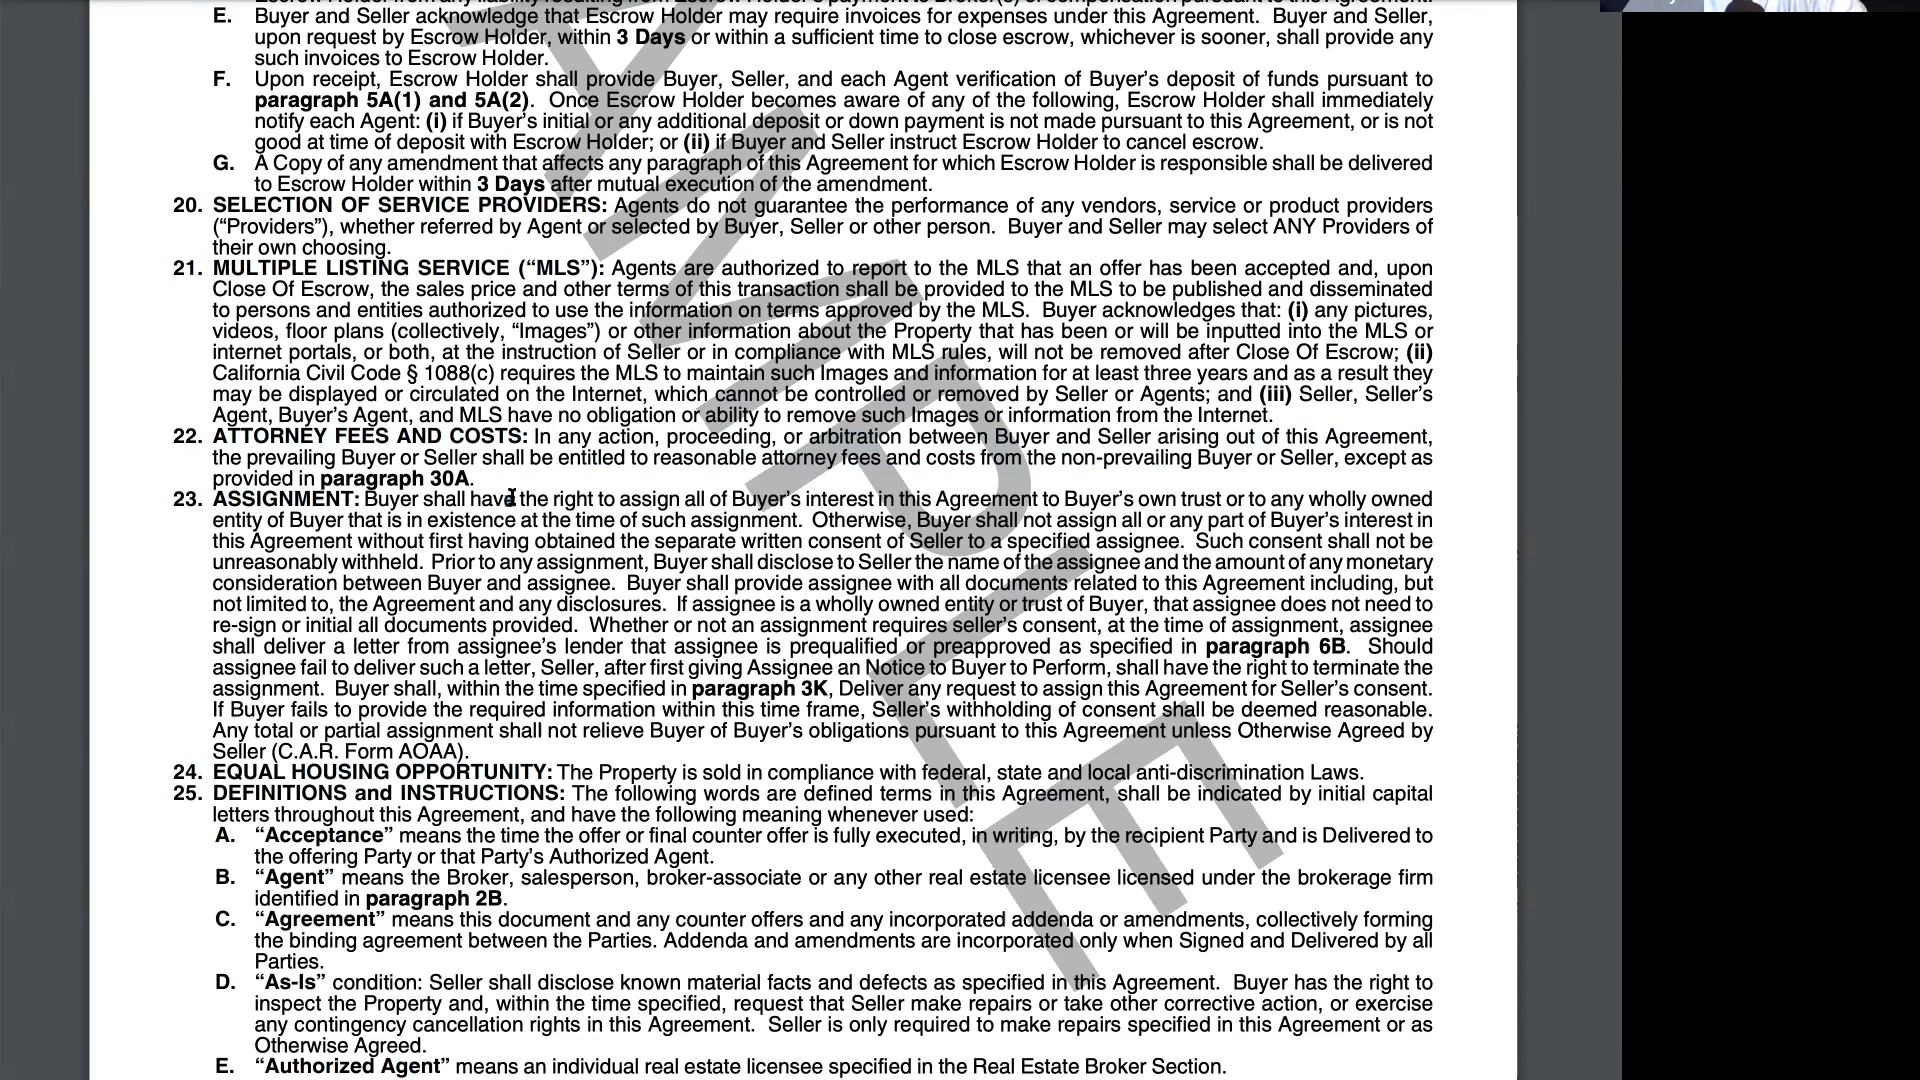 E. Buyer and Seller acknowledge that Escrow Holder may require invoices for expenses under this Agreement. Buyer and Seller,
upon request by Escrow Holder, within 3 Days or within a sufficient time to close escrow, whichever is sooner, shall provide any
such invoices to Escrow Holder.
F. Upon receipt, Escrow Holder shall provide Buyer, Seller, and each Agent verification of Buyer’s deposit of funds pursuant to
paragraph 5A(1) and 5A(2). Once Escrow Holder becomes aware of any of the following, Escrow Holder shall immediately
notify each Agent: (i) if Buyer’s initial or any additional deposit or down payment is not made pursuant to this Agreement, or is not
good at time of deposit with Escrow Holder; or (ii) if Buyer and Seller instruct Escrow Holder to cancel escrow.
G. A Copy of any amendment that affects any paragraph of this Agreement for which Escrow Holder is responsible shall be delivered
to Escrow Holder within 3 Days after mutual execution of the amendment.
20. SELECTION OF SERVICE PROVIDERS: Agents do not guarantee the performance of any vendors, service or product providers
(“Providers”), whether referred by Agent or selected by Buyer, Seller or other person. Buyer and Seller may select ANY Providers of
their own choosing.
21. MULTIPLE LISTING SERVICE (“MLS”): Agents are authorized to report to the MLS that an offer has been accepted and, upon
Close Of Escrow, the sales price and other terms of this transaction shall be provided to the MLS to be published and disseminated
to persons and entities authorized to use the information on terms approved by the MLS. Buyer acknowledges that: (i) any pictures,
videos, floor plans (collectively, “Images”) or other information about the Property that has been or will be inputted into the MLS or
internet portals, or both, at the instruction of Seller or in compliance with MLS rules, will not be removed after Close Of Escrow; (ii)
California Civil Code § 1088(c) requires the MLS to maintain such Images and information for at least three years and as a result they
may be displayed or circulated on the Internet, which cannot be controlled or removed by Seller or Agents; and (iii) Seller, Seller’s
Agent, Buyer’s Agent, and MLS have no obligation or ability to remove such Images or information from the Internet.
22. ATTORNEY FEES AND COSTS: In any action, proceeding, or arbitration between Buyer and Seller arising out of this Agreement,
the prevailing Buyer or Seller shall be entitled to reasonable attorney fees and costs from the non-prevailing Buyer or Seller, except as
provided in paragraph 30A.
23. ASSIGNMENT: Buyer shall have the right to assign all of Buyer’s interest in this Agreement to Buyer’s own trust or to any wholly owned
entity of Buyer that is in existence at the time of such assignment. Otherwise, Buyer shall not assign all or any part of Buyer’s interest in
this Agreement without first having obtained the separate written consent of Seller to a specified assignee. Such consent shall not be
unreasonably withheld. Prior to any assignment, Buyer shall disclose to Seller the name of the assignee and the amount of any monetary
consideration between Buyer and assignee. Buyer shall provide assignee with all documents related to this Agreement including, but
not limited to, the Agreement and any disclosures. If assignee is a wholly owned entity or trust of Buyer, that assignee does not need to
re-sign or initial all documents provided. Whether or not an assignment requires seller’s consent, at the time of assignment, assignee
shall deliver a letter from assignee’s lender that assignee is prequalified or preapproved as specified in paragraph 6B. Should
assignee fail to deliver such a letter, Seller, after first giving Assignee an Notice to Buyer to Perform, shall have the right to terminate the
assignment. Buyer shall, within the time specified in paragraph 3K, Deliver any request to assign this Agreement for Seller’s consent.
If Buyer fails to provide the required information within this time frame, Seller’s withholding of consent shall be deemed reasonable.
Any total or partial assignment shall not relieve Buyer of Buyer’s obligations pursuant to this Agreement unless Otherwise Agreed by
Seller (C.A.R. Form AOAA).
24. EQUAL HOUSING OPPORTUNITY: The Property is sold in compliance with federal, state and local anti-discrimination Laws.
25. DEFINITIONS and INSTRUCTIONS: The following words are defined terms in this Agreement, shall be indicated by initial capital
letters throughout this Agreement, and have the following meaning whenever used:
A. “Acceptance” means the time the offer or final counter offer is fully executed, in writing, by the recipient Party and is Delivered to
the offering Party or that Party’s Authorized Agent.
B. “Agent” means the Broker, salesperson, broker-associate or any other real estate licensee licensed under the brokerage firm
identified in paragraph 2B.
C. “Agreement” means this document and any counter offers and any incorporated addenda or amendments, collectively forming
the binding agreement between the Parties. Addenda and amendments are incorporated only when Signed and Delivered by all
Parties.
D. “As-Is” condition: Seller shall disclose known material facts and defects as specified in this Agreement. Buyer has the right to
inspect the Property and, within the time specified, request that Seller make repairs or take other corrective action, or exercise
any contingency cancellation rights in this Agreement. Seller is only required to make repairs specified in this Agreement or as
Otherwise Agreed.
E. “Authorized Agent” means an individual real estate licensee specified in the Real Estate Broker Section.